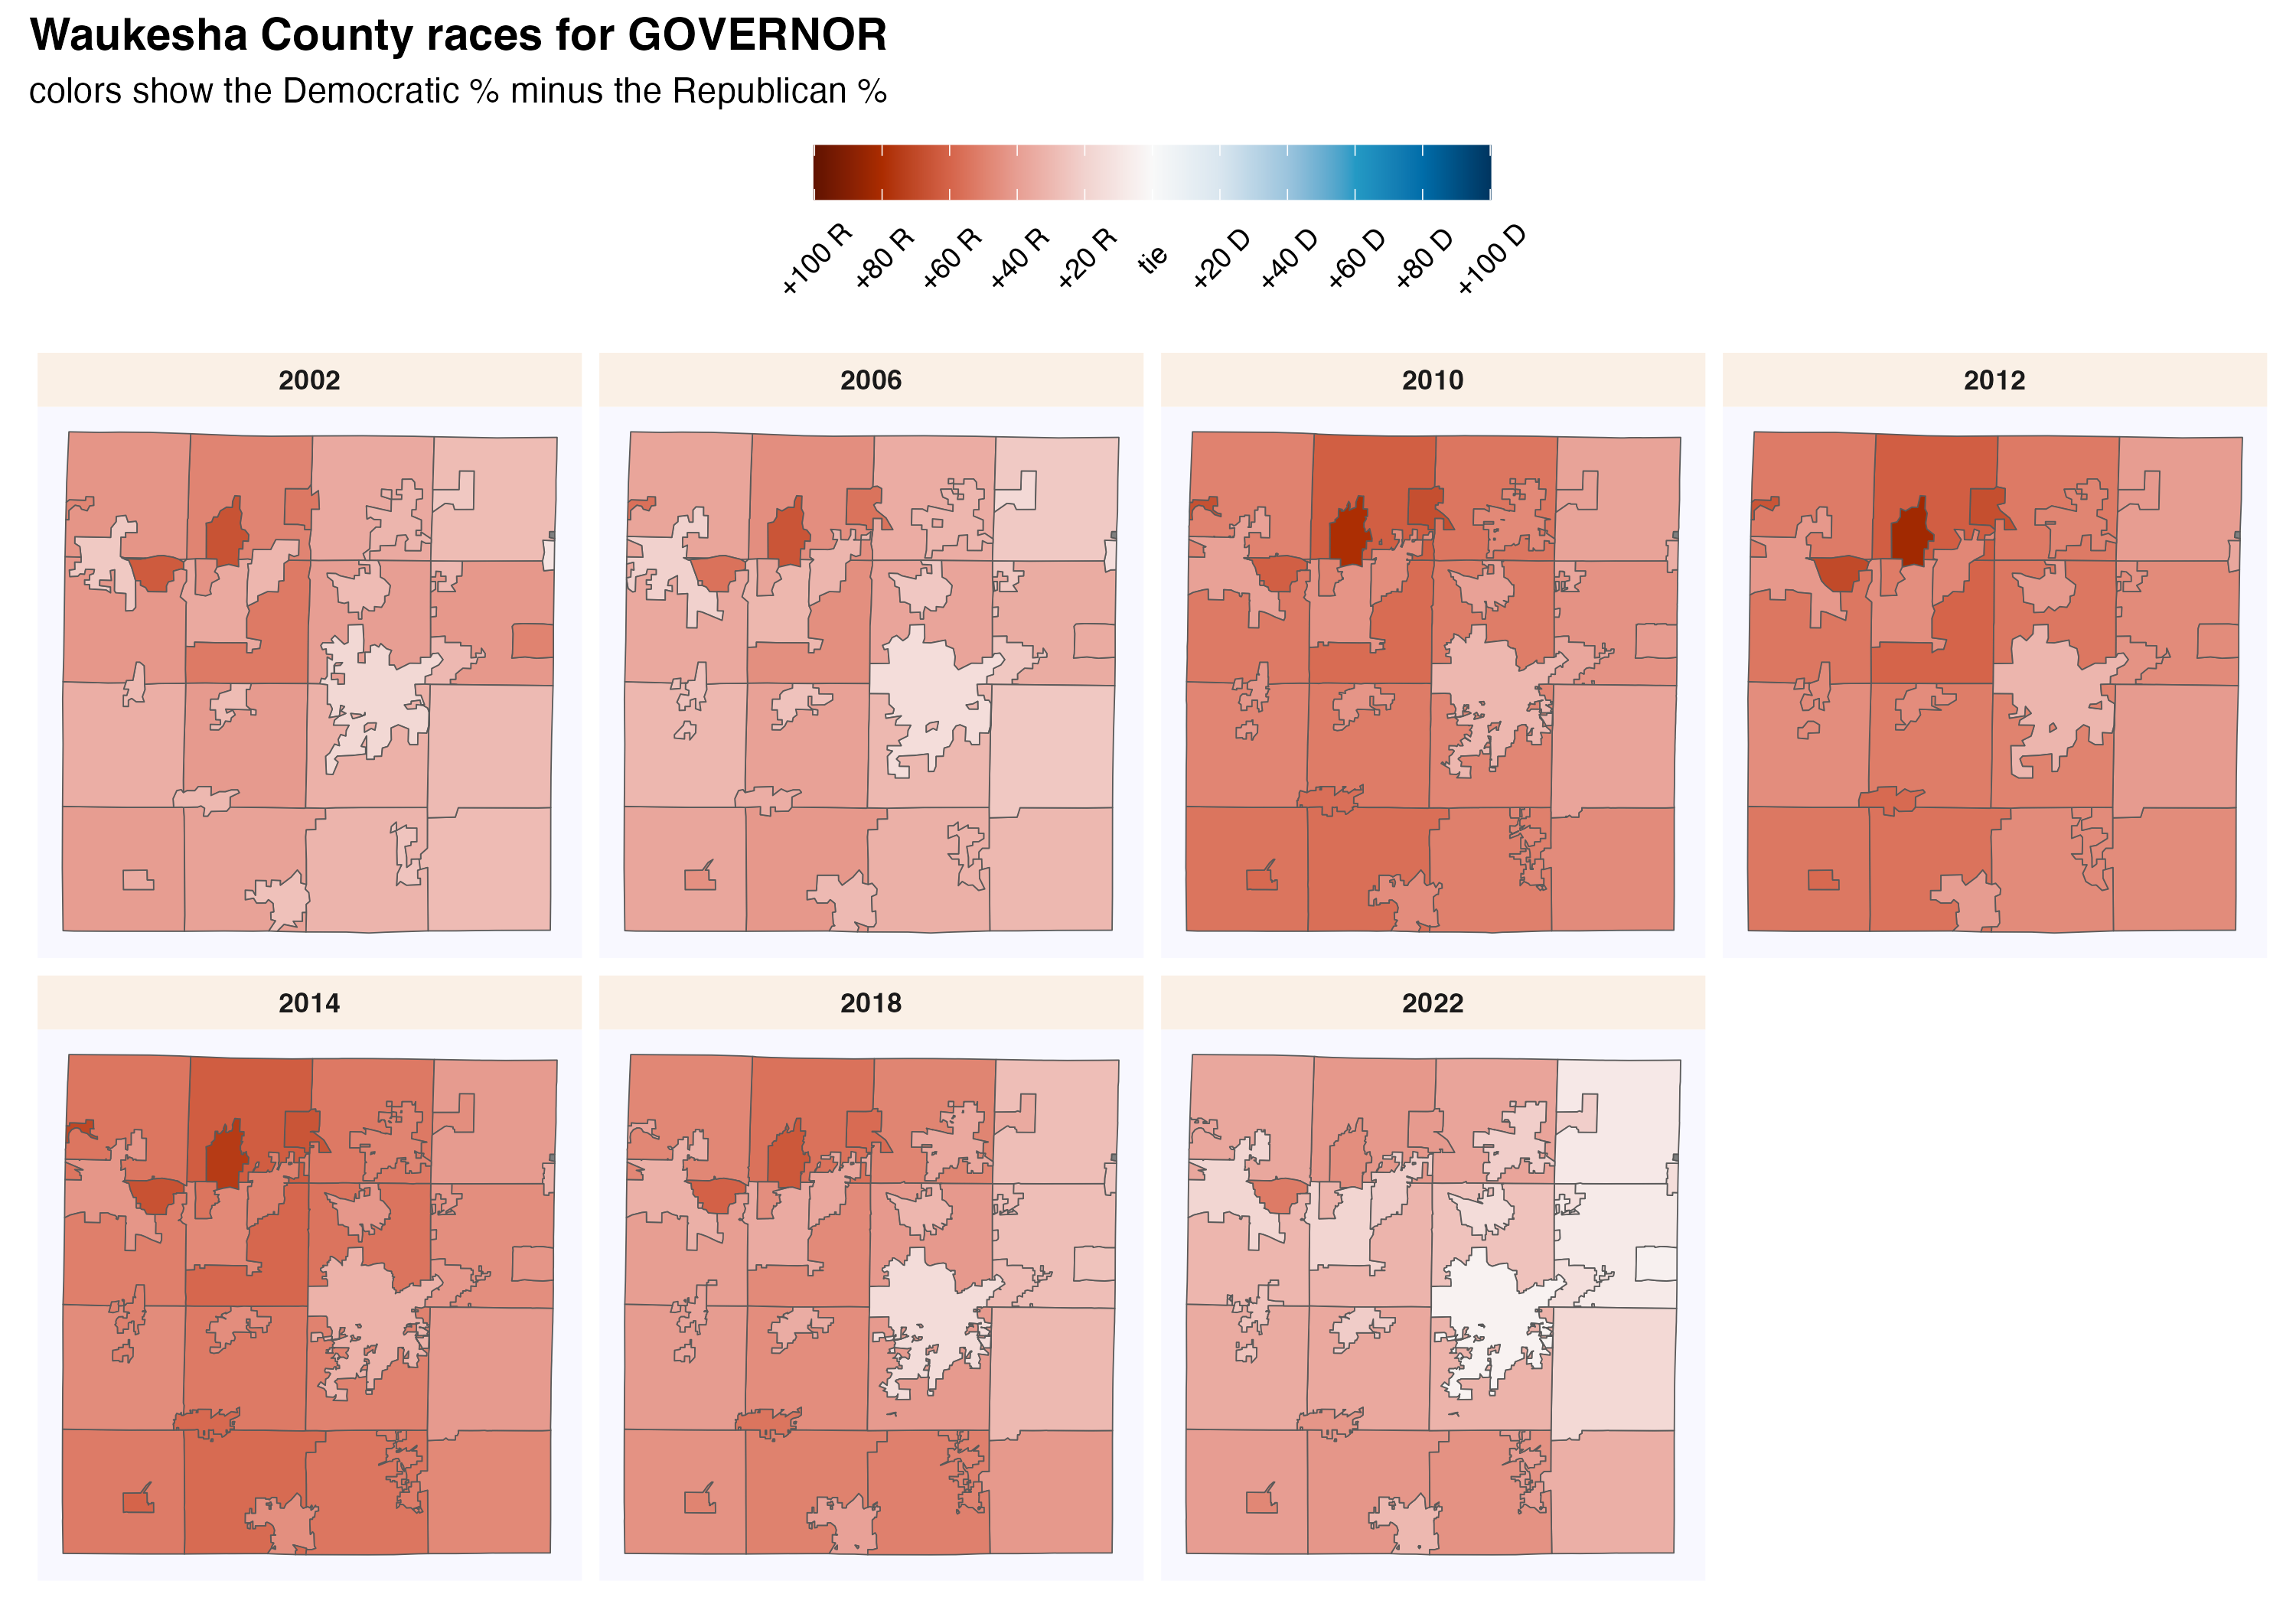 Waukesha County races for GOVERNOR
colors show the Democratic % minus the Republican %
+100 R +80 R +60 R +40 R +20 R tie +20 D +40 D +60 D +80 D +100 D
2002 2006 2010 2012
2014 2018 2022